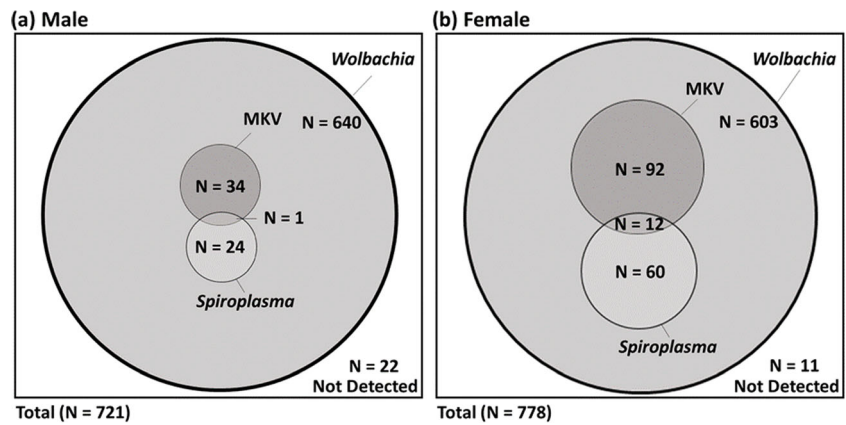 (a) Male
Wolbachia
MKV
N = 640
N = 34
N = 1
N = 24
Spiroplasma
N = 22
Not Detected
Total (N = 721)
(b) Female
Wolbachia
MKV
N = 603
N = 92
N = 12
N = 60
Spiroplasma
N = 11
Not Detected
Total (N = 778)